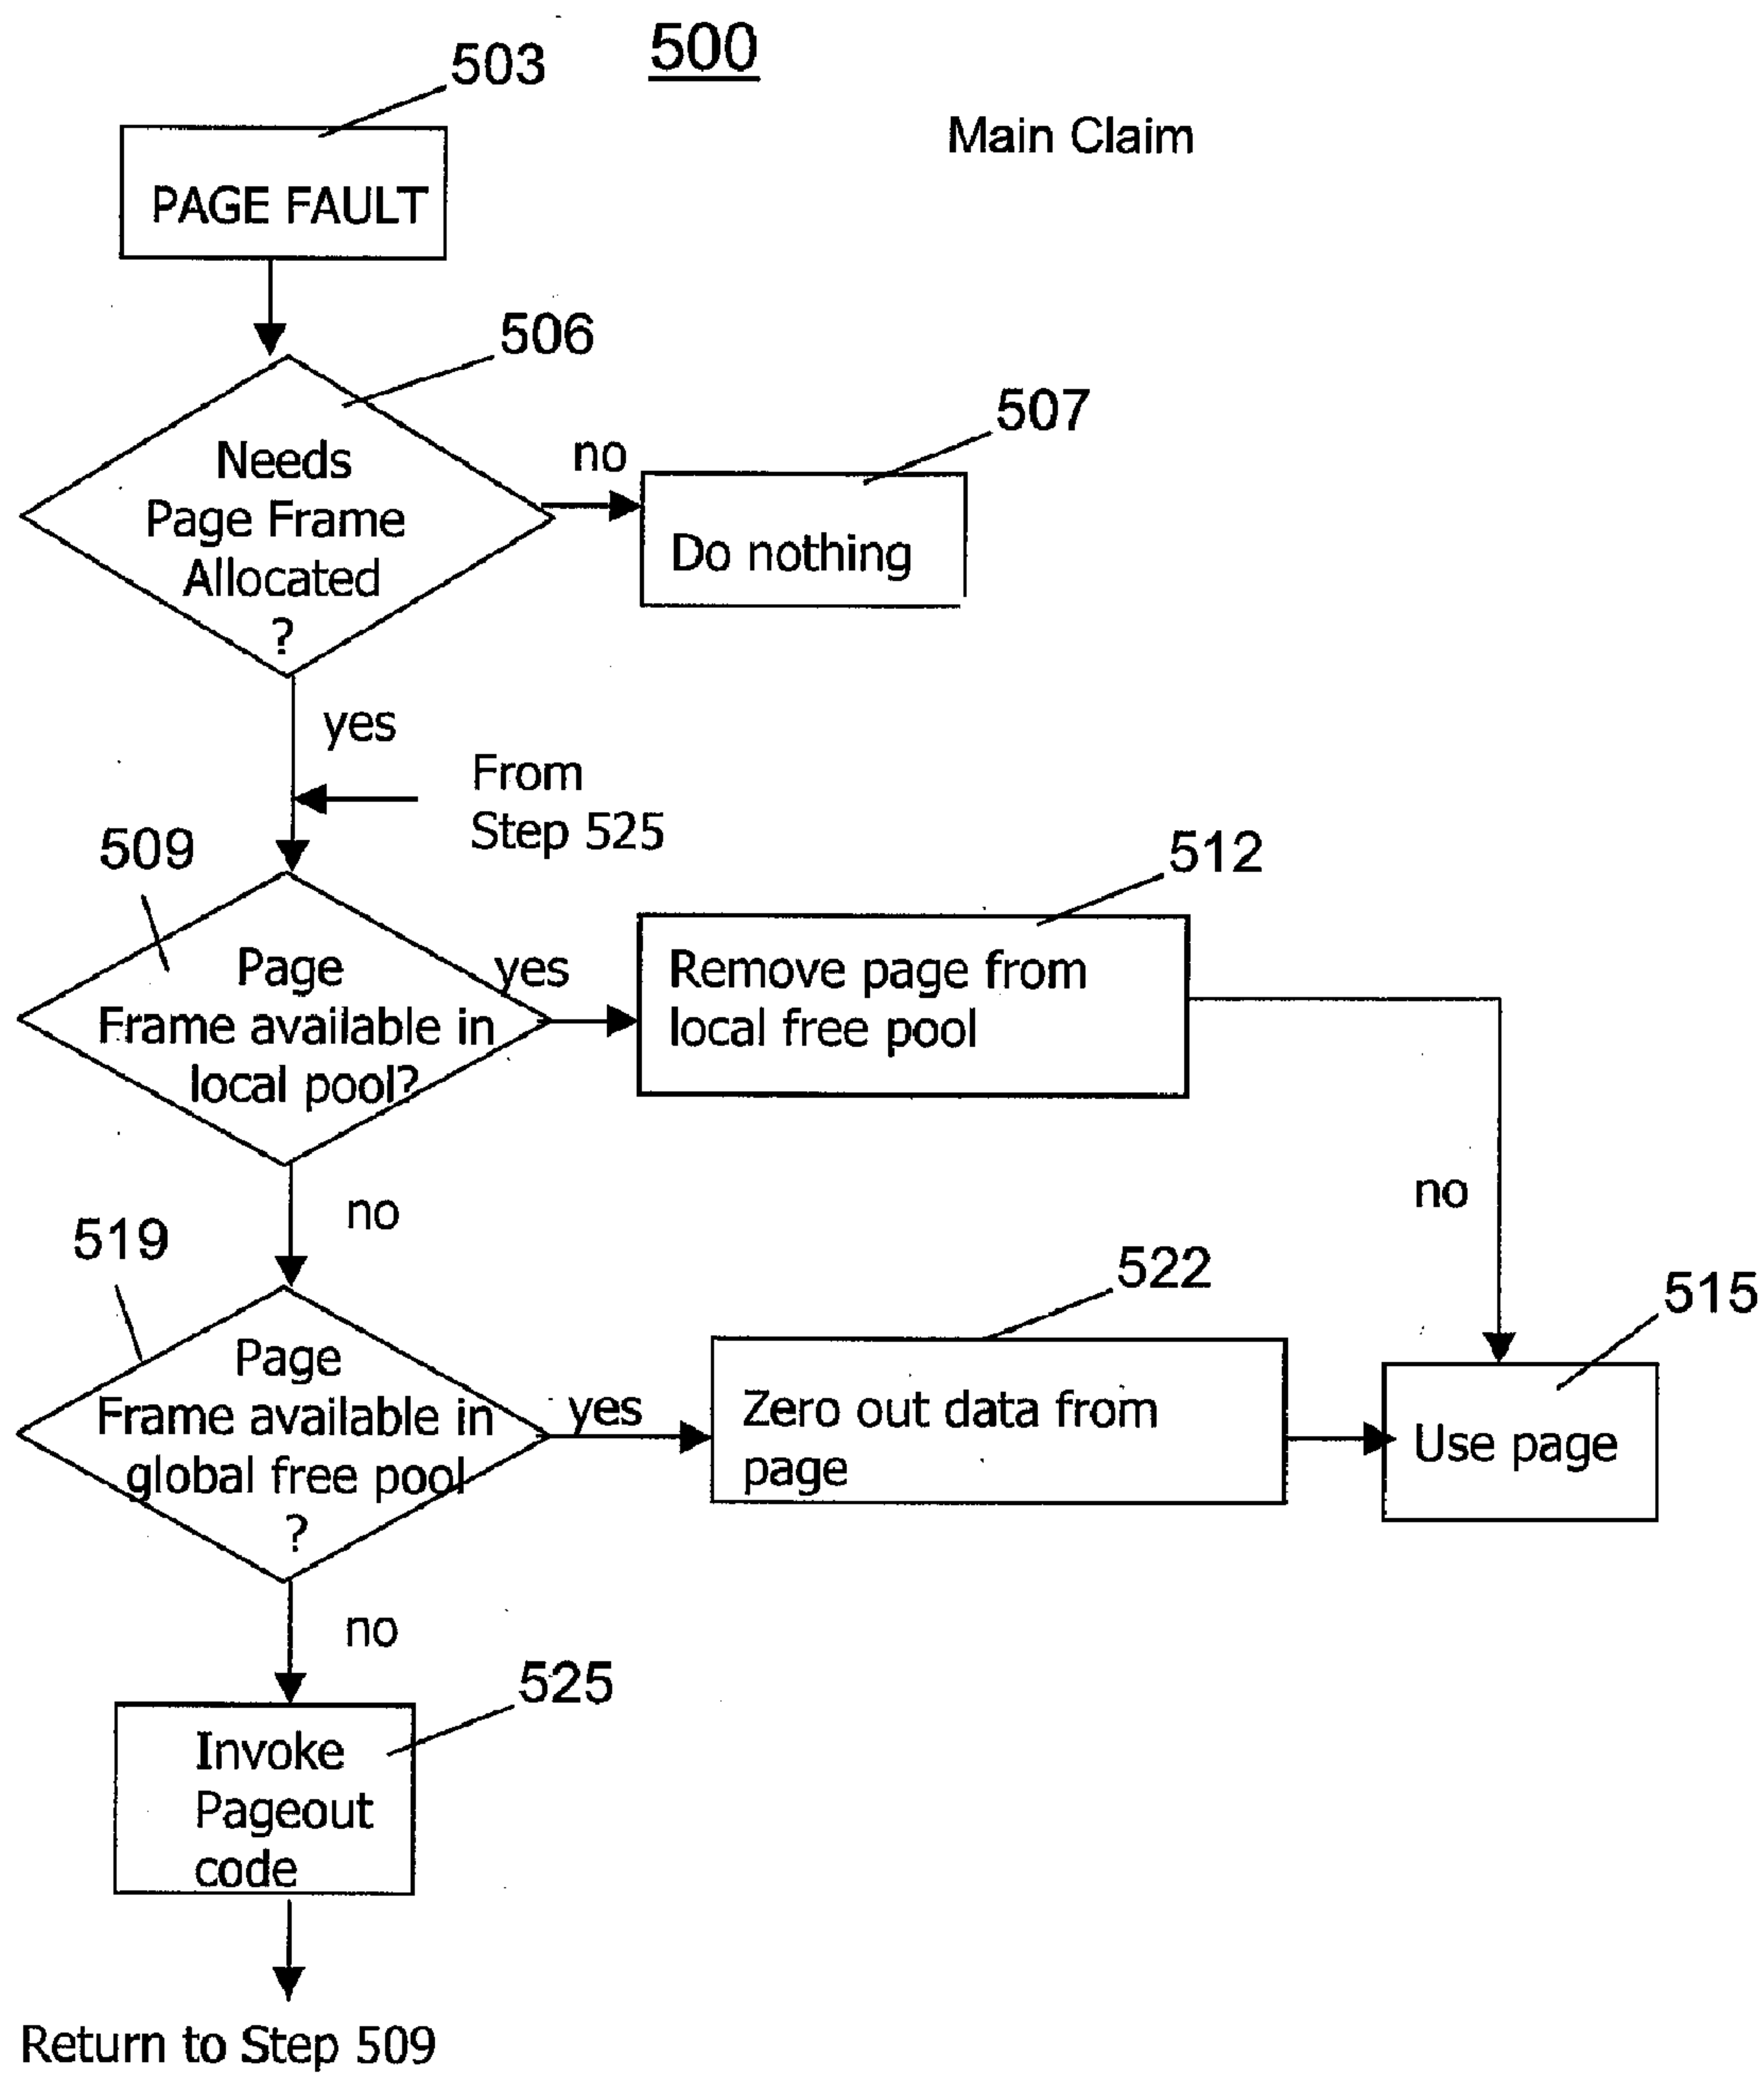 500
503
Main Claim
PAGE FAULT
506
507
no
Needs
Page Frame
Allocated
?
Do nothing
yes
From
Step 525
509
512
Page
Frame available in
local pool?
yes
Remove page from
local free pool
no
no
519
522
515
Page
Frame available in
global free pool
?
yes
Zero out data from
page
Use page
no
525
Invoke
Pageout
code
Return to Step 509